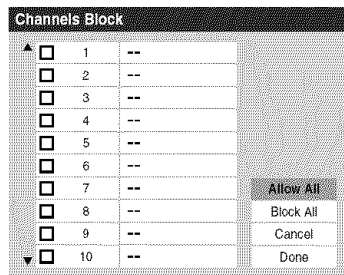 Channels Block
1 --
2 --
3 --
4 --
5 --
6 --
7 -- Allow All
8 -- Block All
9 -- Cancel
10 -- Done